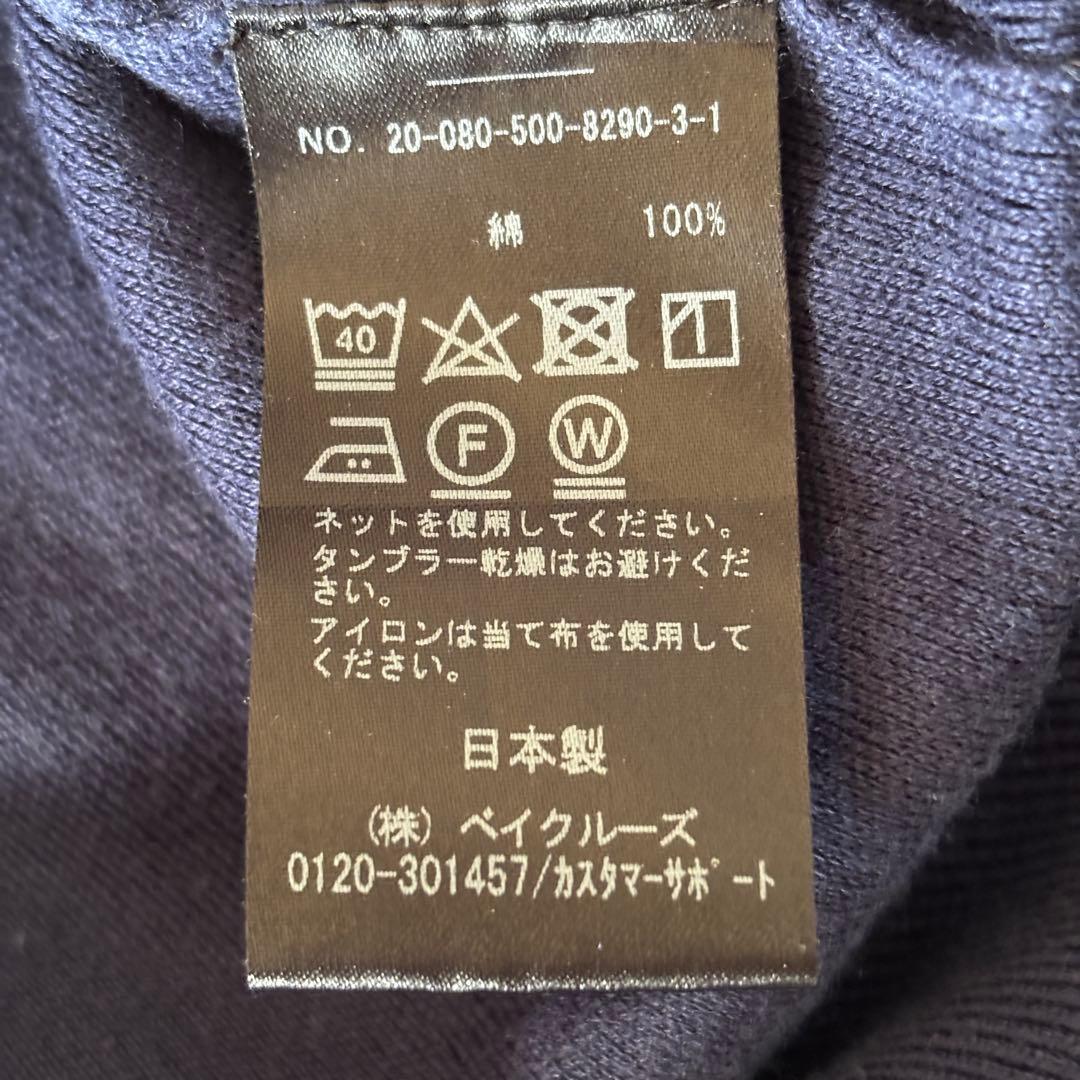 NO. 20-080-500-8290-3-1
綿 100%
40
F W
ネットを使用してください。
タンブラー乾燥はお避けくだ
さい。
アイロンは当て布を使用して
ください。
日本製
(株) ベイクルーズ
0120-301457/ｶｽﾀﾏｰｻﾎﾟｰﾄ